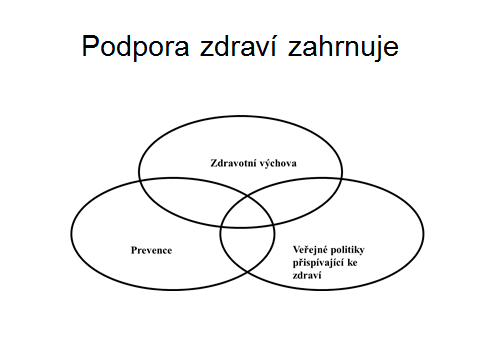 Podpora zdraví zahrnuje
Zdravotní výchova
Prevence
Veřejné politiky
přispívající ke
zdraví